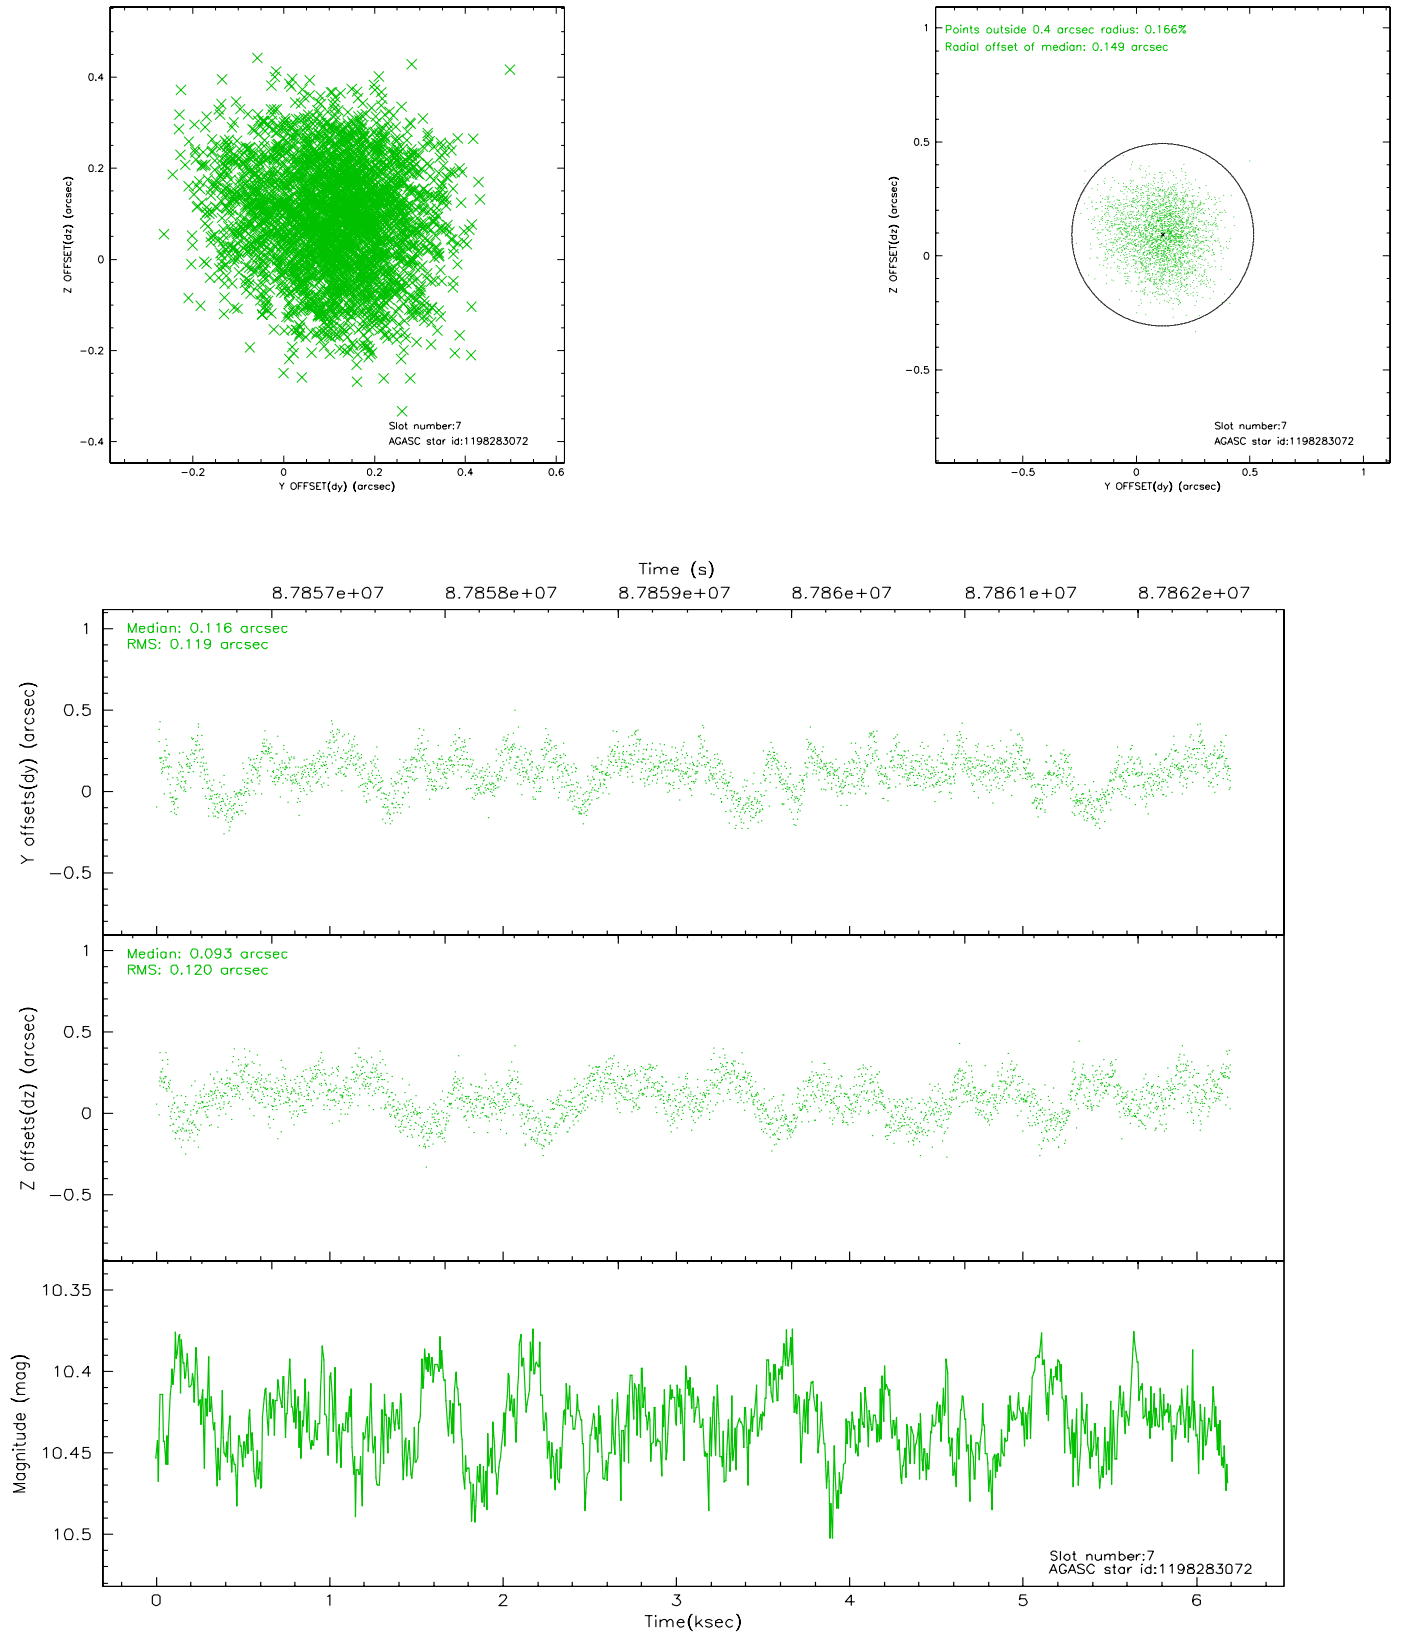 0.4
0.2
0
−0.2
−0.4
Z OFFSET(dz) (arcsec)
Slot number:7
AGASC star id:1198283072
−0.2 0 0.2 0.4 0.6
Y OFFSET(dy) (arcsec)
Points outside 0.4 arcsec radius: 0.166%
Radial offset of median: 0.149 arcsec
1
0.5
0
−0.5
Z OFFSET(dz) (arcsec)
Slot number:7
AGASC star id:1198283072
−0.5 0 0.5 1
Y OFFSET(dy) (arcsec)
Time (s)
8.7857e+07 8.7858e+07 8.7859e+07 8.786e+07 8.7861e+07 8.7862e+07
Median: 0.116 arcsec
RMS: 0.119 arcsec
1
0.5
0
−0.5
Y offsets(dy) (arcsec)
Median: 0.093 arcsec
RMS: 0.120 arcsec
1
0.5
0
−0.5
Z offsets(dz) (arcsec)
10.35
10.4
10.45
10.5
Magnitude (mag)
Slot number:7
AGASC star id:1198283072
0 1 2 3 4 5 6
Time(ksec)